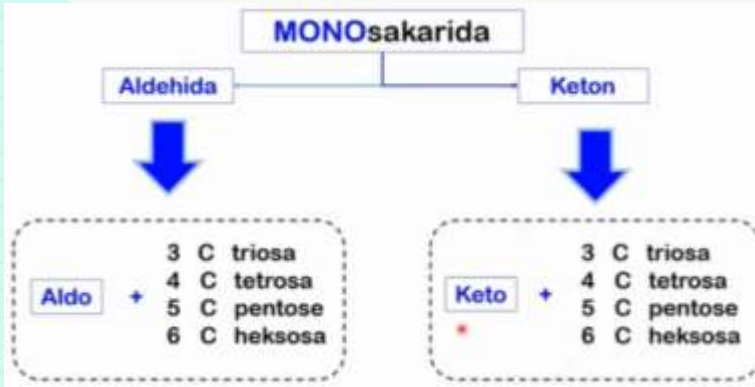 MONOsakarida
Aldehida
Keton
Aldo +
3 C triosa
4 C tetrosa
5 C pentose
6 C heksosa
Keto +
3 C triosa
4 C tetrosa
5 C pentose
6 C heksosa